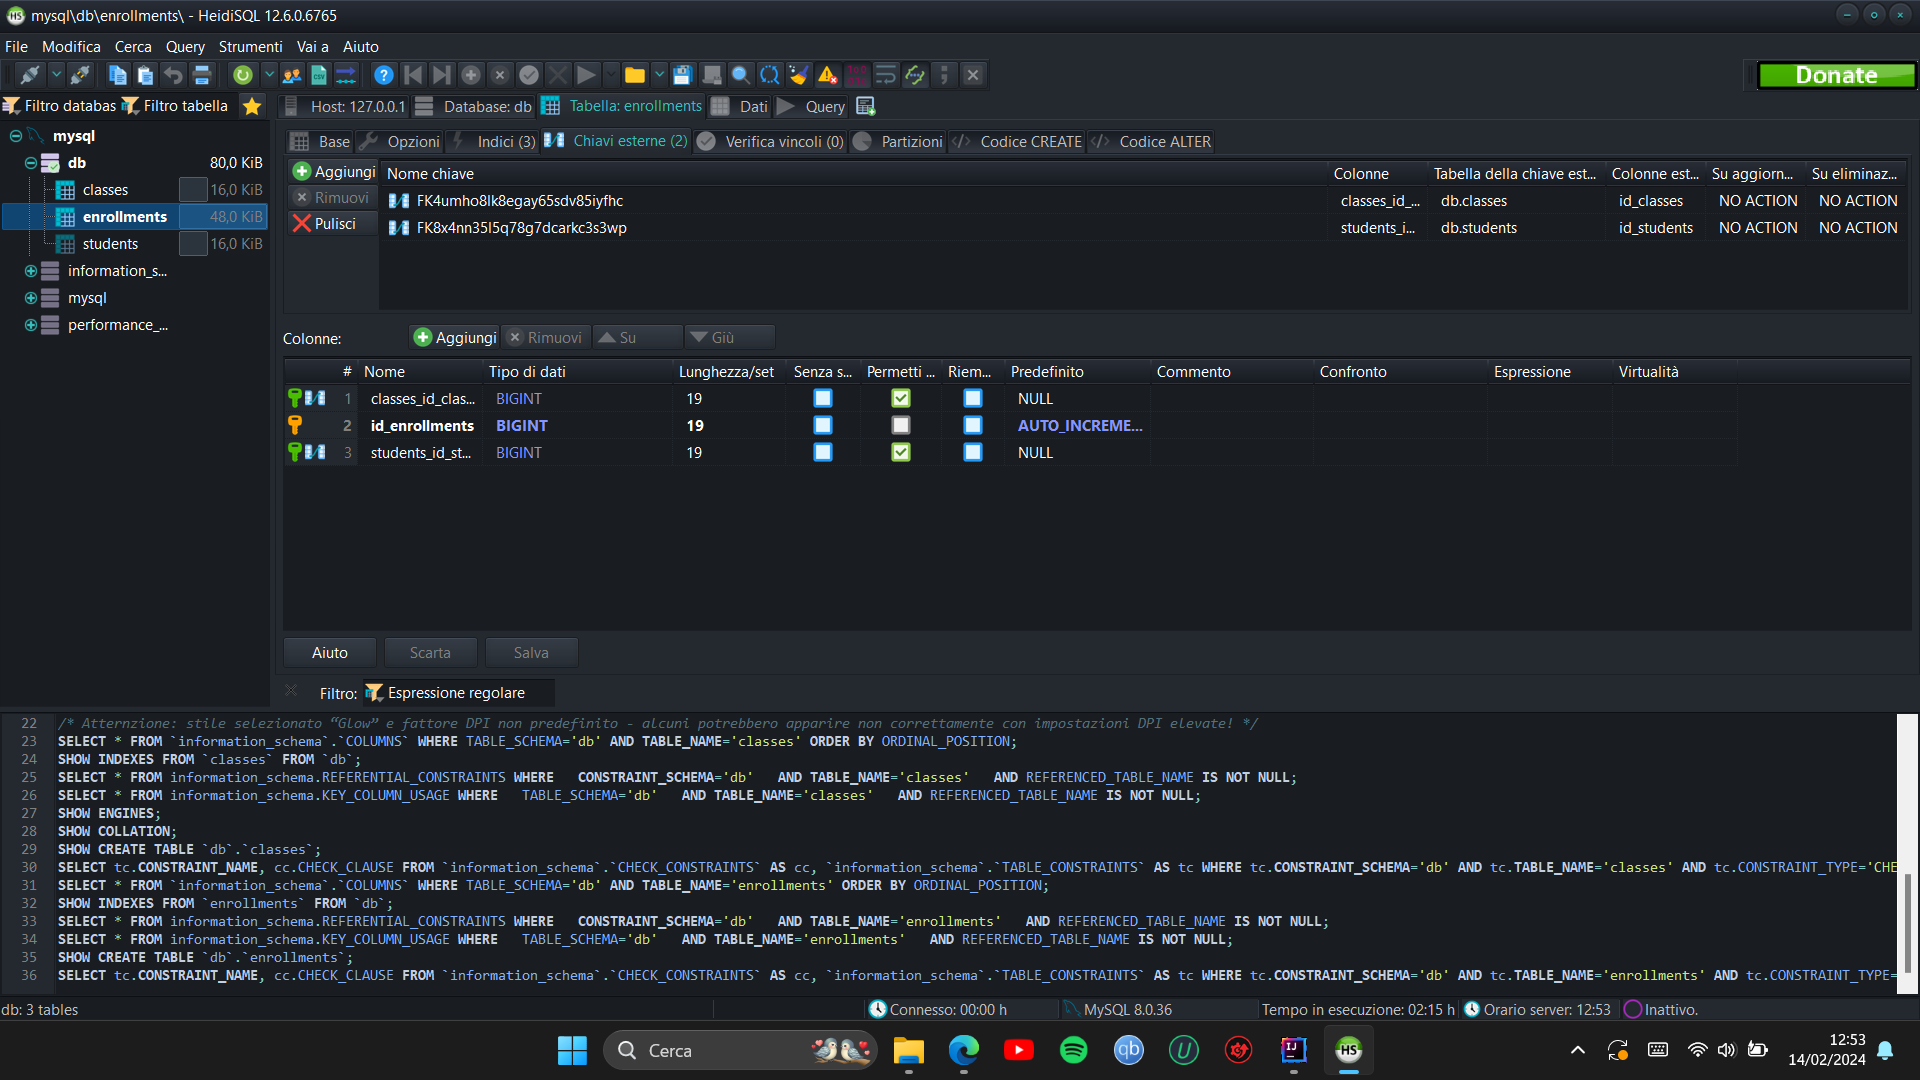 mysql\db\enrollments\ - HeidiSQL 12.6.0.6765
File Modifica Cerca Query Strumenti Vai a Aiuto
Donate
Filtro databas Filtro tabella Host: 127.0.0.1 Database: db Tabella: enrollments Dati Query
mysql
db 80,0 KiB
classes 16,0 KiB
enrollments 48,0 KiB
students 16,0 KiB
information_s...
mysql
performance_...
Base Opzioni Indici (3) Chiavi esterne (2) Verifica vincoli (0) Partizioni Codice CREATE Codice ALTER
Aggiungi
Rimuovi
Pulisci
Nome chiave Colonne Tabella della chiave est... Colonne est... Su aggiorn... Su eliminaz...
FK4umho8lk8egay65sdv85iyfhc classes_id_... db.classes id_classes NO ACTION NO ACTION
FK8x4nn35l5q78g7dcarkc3s3wp students_i... db.students id_students NO ACTION NO ACTION
Colonne: Aggiungi Rimuovi Su Giù
# Nome Tipo di dati Lunghezza/set Senza s... Permetti ... Riem... Predefinito Commento Confronto Espressione Virtualità
1 classes_id_clas... BIGINT 19 NULL
2 id_enrollments BIGINT 19 AUTO_INCREME...
3 students_id_st... BIGINT 19 NULL
Aiuto Scarta Salva
Filtro: Espressione regolare
22 /* Atternzione: stile selezionato “Glow” e fattore DPI non predefinito - alcuni potrebbero apparire non correttamente con impostazioni DPI elevate! */
23 SELECT * FROM `information_schema`.`COLUMNS` WHERE TABLE_SCHEMA='db' AND TABLE_NAME='classes' ORDER BY ORDINAL_POSITION;
24 SHOW INDEXES FROM `classes` FROM `db`;
25 SELECT * FROM information_schema.REFERENTIAL_CONSTRAINTS WHERE   CONSTRAINT_SCHEMA='db'   AND TABLE_NAME='classes'   AND REFERENCED_TABLE_NAME IS NOT NULL;
26 SELECT * FROM information_schema.KEY_COLUMN_USAGE WHERE   TABLE_SCHEMA='db'   AND TABLE_NAME='classes'   AND REFERENCED_TABLE_NAME IS NOT NULL;
27 SHOW ENGINES;
28 SHOW COLLATION;
29 SHOW CREATE TABLE `db`.`classes`;
30 SELECT tc.CONSTRAINT_NAME, cc.CHECK_CLAUSE FROM `information_schema`.`CHECK_CONSTRAINTS` AS cc, `information_schema`.`TABLE_CONSTRAINTS` AS tc WHERE tc.CONSTRAINT_SCHEMA='db' AND tc.TABLE_NAME='classes' AND tc.CONSTRAINT_TYPE='CHE
31 SELECT * FROM `information_schema`.`COLUMNS` WHERE TABLE_SCHEMA='db' AND TABLE_NAME='enrollments' ORDER BY ORDINAL_POSITION;
32 SHOW INDEXES FROM `enrollments` FROM `db`;
33 SELECT * FROM information_schema.REFERENTIAL_CONSTRAINTS WHERE   CONSTRAINT_SCHEMA='db'   AND TABLE_NAME='enrollments'   AND REFERENCED_TABLE_NAME IS NOT NULL;
34 SELECT * FROM information_schema.KEY_COLUMN_USAGE WHERE   TABLE_SCHEMA='db'   AND TABLE_NAME='enrollments'   AND REFERENCED_TABLE_NAME IS NOT NULL;
35 SHOW CREATE TABLE `db`.`enrollments`;
36 SELECT tc.CONSTRAINT_NAME, cc.CHECK_CLAUSE FROM `information_schema`.`CHECK_CONSTRAINTS` AS cc, `information_schema`.`TABLE_CONSTRAINTS` AS tc WHERE tc.CONSTRAINT_SCHEMA='db' AND tc.TABLE_NAME='enrollments' AND tc.CONSTRAINT_TYPE=
db: 3 tables Connesso: 00:00 h MySQL 8.0.36 Tempo in esecuzione: 02:15 h Orario server: 12:53 Inattivo.
Cerca
12:53
14/02/2024